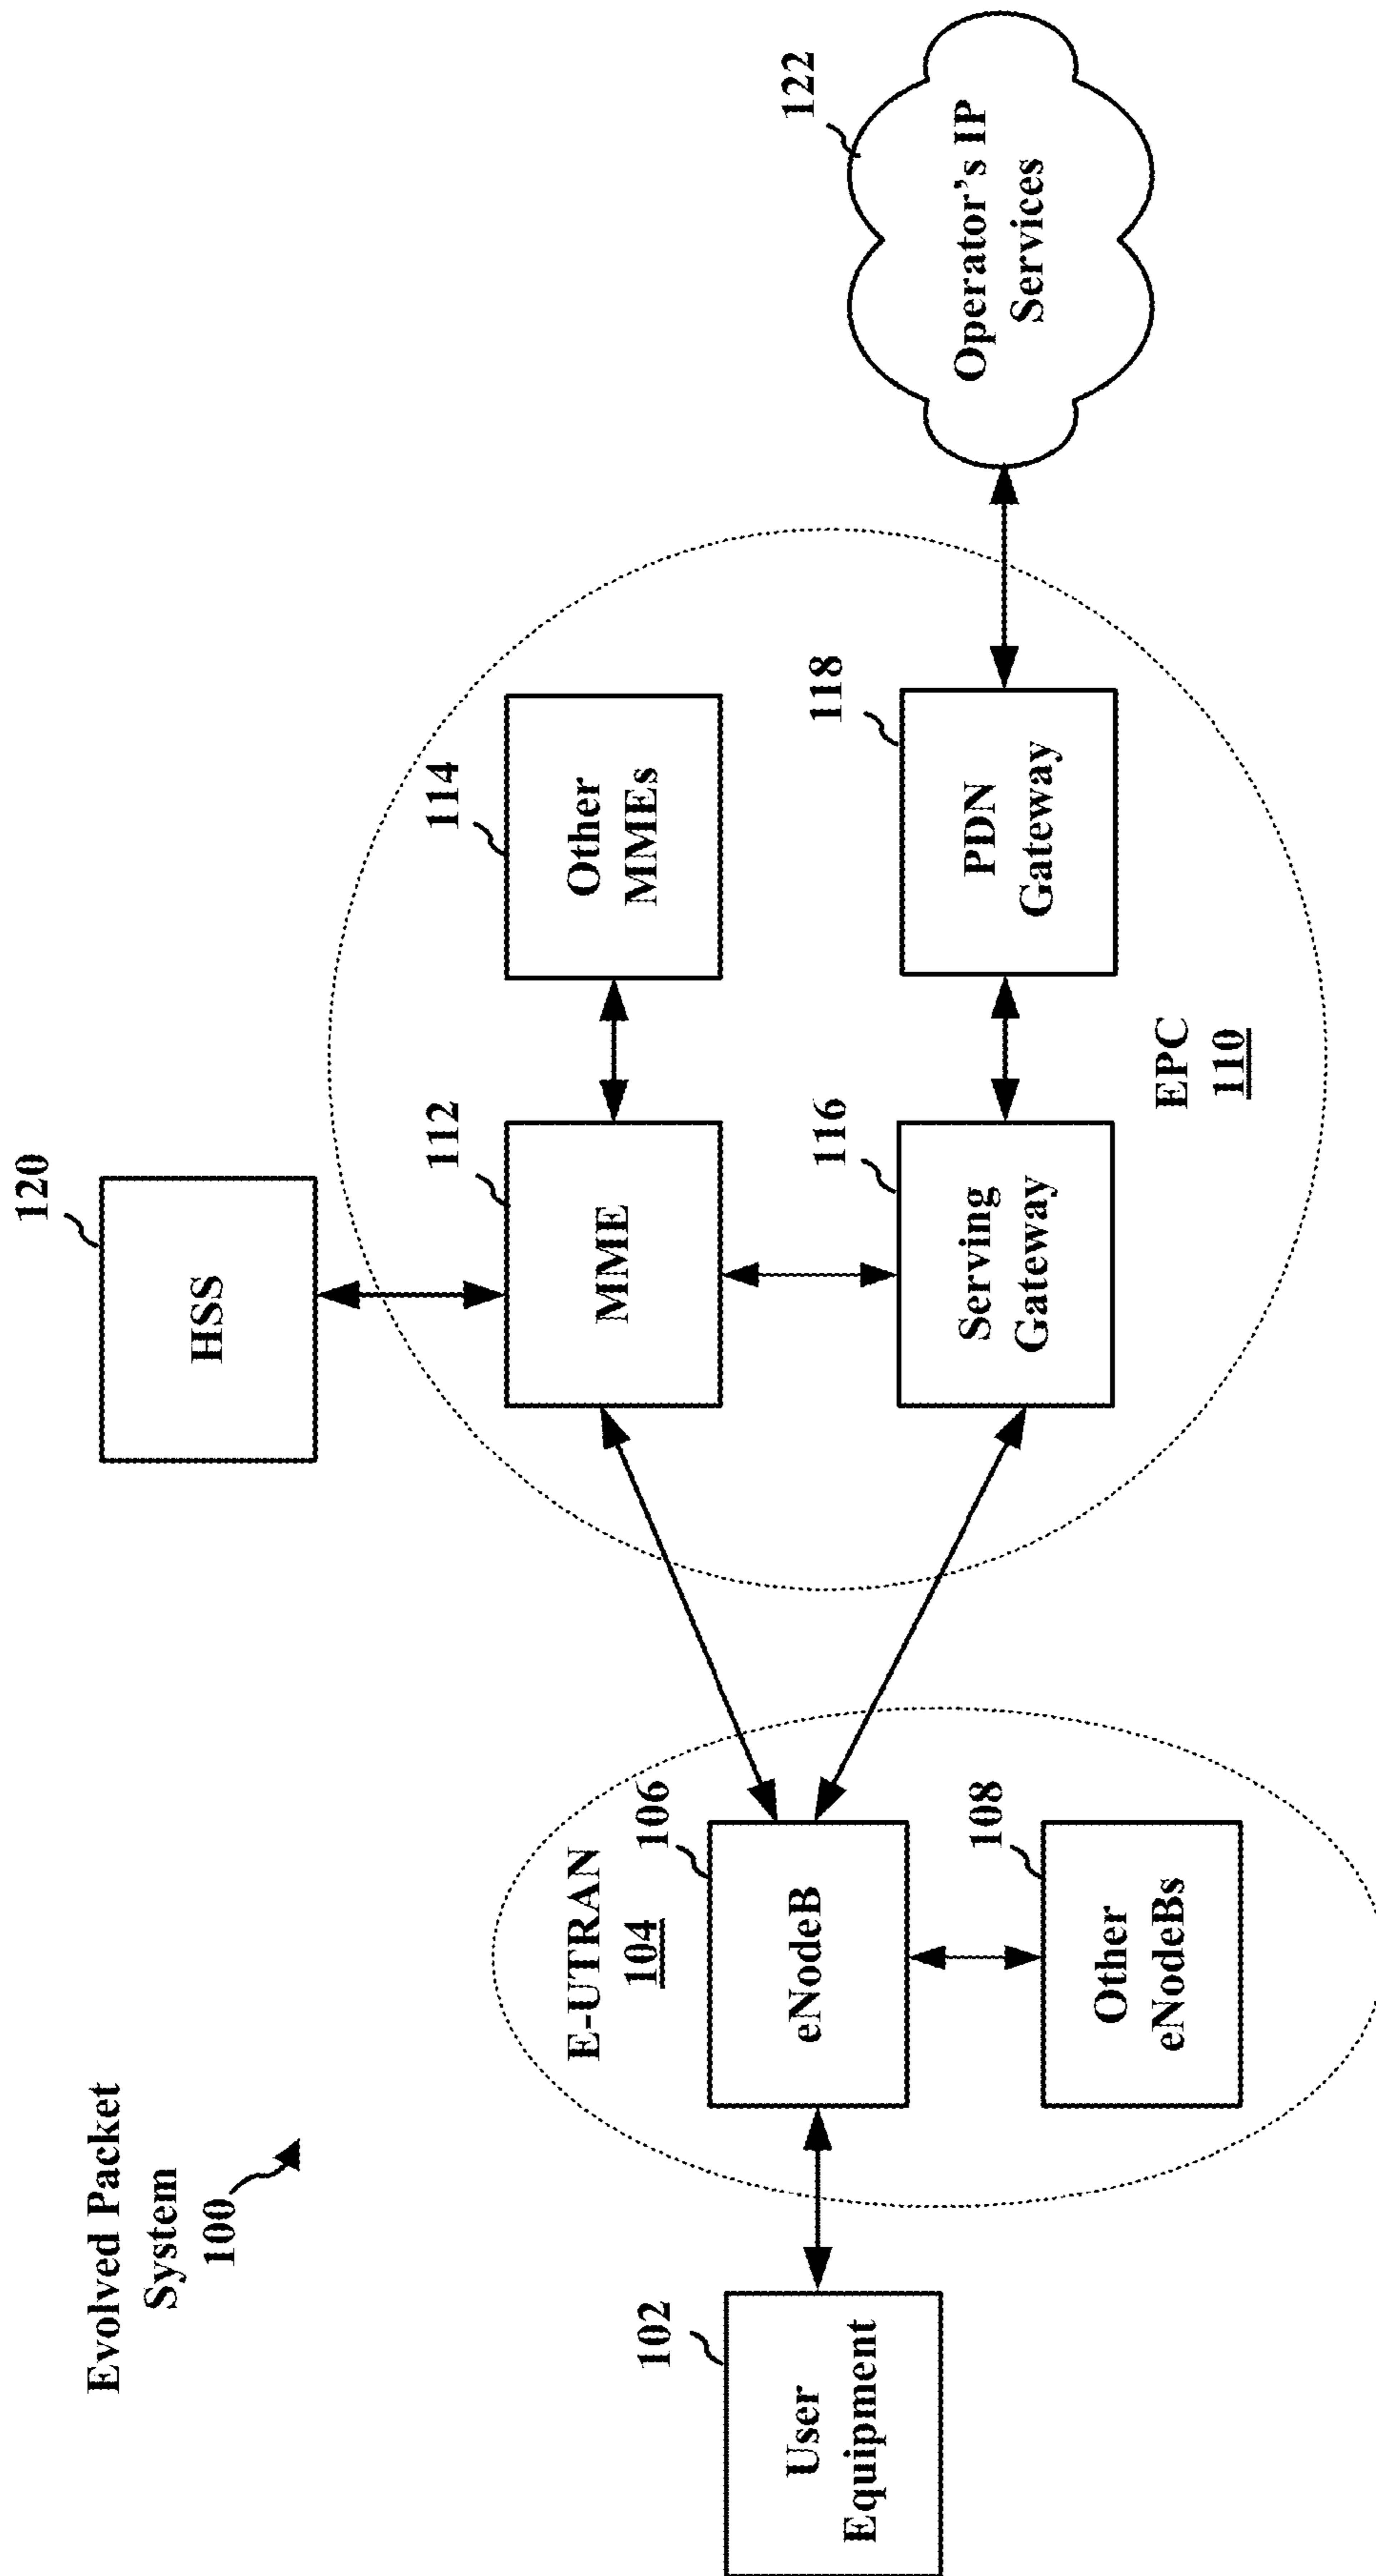 Evolved Packet
System
100
120
HSS
112
MME
114
Other
MMEs
122
Operator's IP
Services
E-UTRAN
104
106
eNodeB
116
Serving
Gateway
118
PDN
Gateway
102
User
Equipment
108
Other
eNodeBs
EPC
110